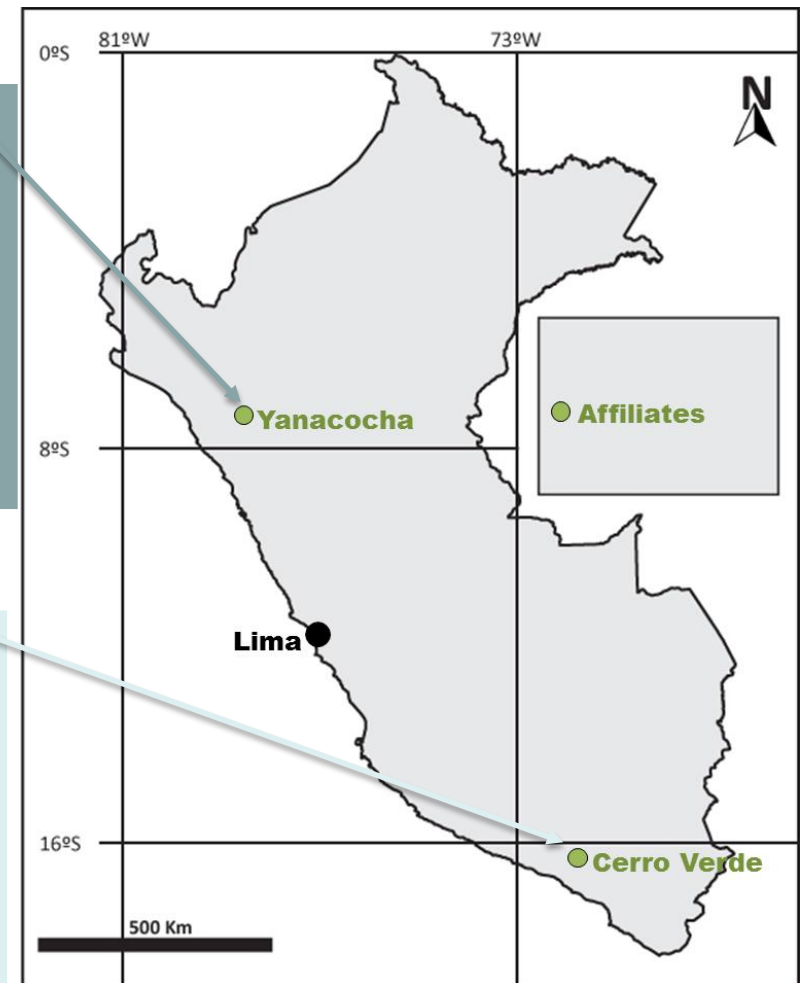 81ºW
73ºW
0ºS
N
Yanacocha
Affiliates
8ºS
Lima
16ºS
Cerro Verde
500 Km